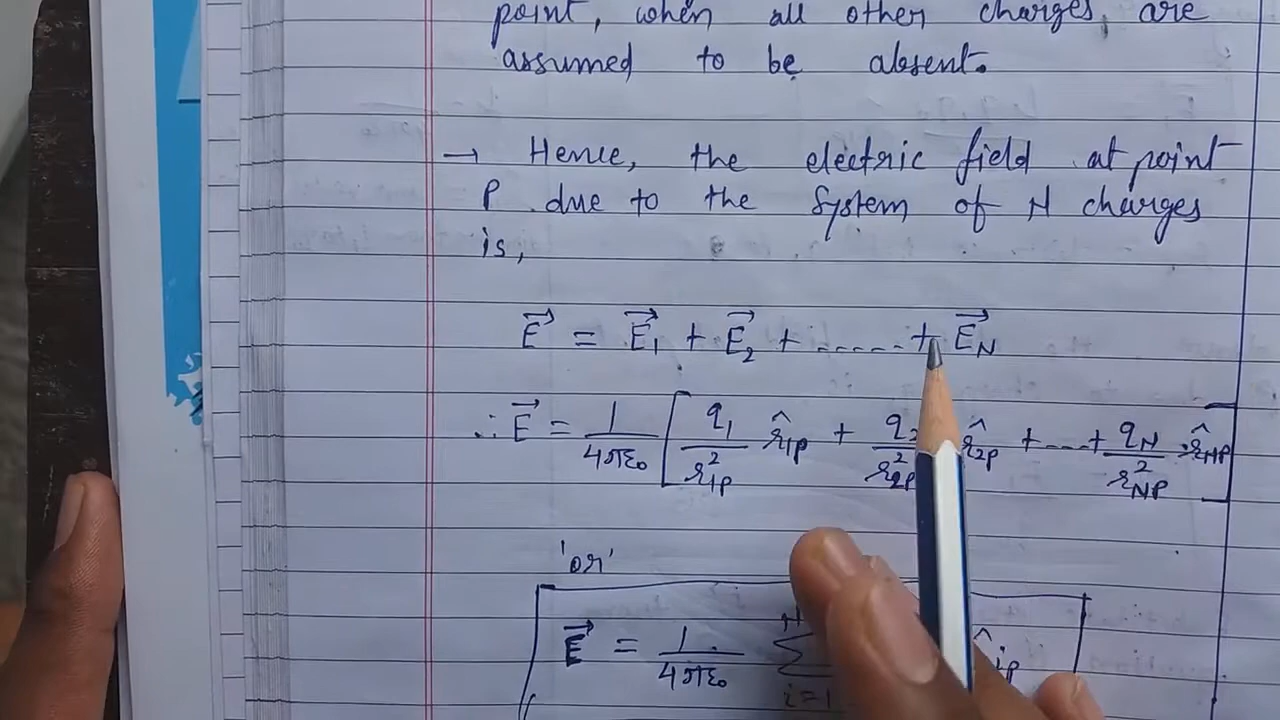 point, when all other charges, are
assumed to be absent.
→ Hence, the electric field at point
P due to the system of N charges
is,
E⃗ = E⃗₁ + E⃗₂ + ...... + E⃗_N
∴ E⃗ = 1/4πε₀ [ q₁/r²₁ₚ r̂₁ₚ + q₂/r²₂ₚ r̂₂ₚ + ... + q_N/r²_NP r̂_NP ]
'or'
E⃗ = 1/4πε₀ Σ i=1 r̂_iP